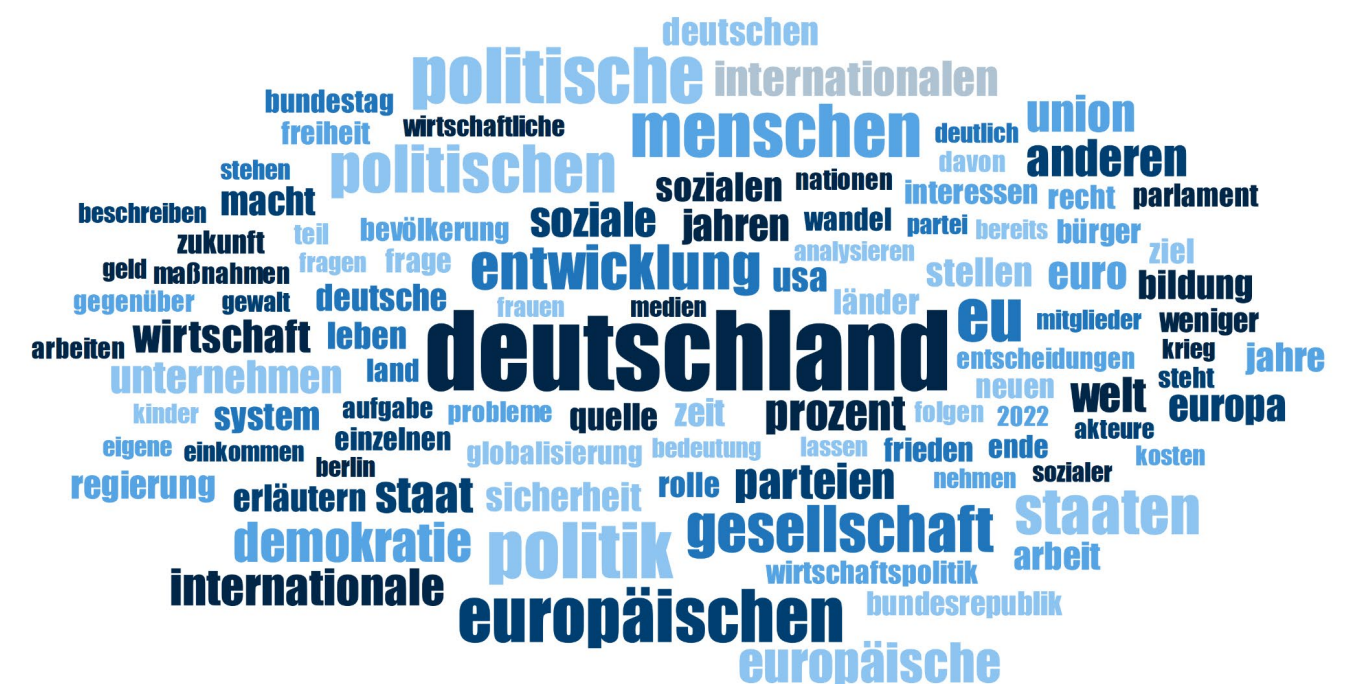 deutschen
politische internationalen
bundestag menschen union
freiheit wirtschaftliche deutlich
stehen politischen davon anderen
sozialen nationen interessen recht parlament
beschreiben macht soziale jahren wandel partei bereits bürger
zukunft teil bevölkerung analysieren ziel
geld maßnahmen fragen frage entwicklung usa stellen euro bildung
gegenüber gewalt deutsche frauen medien länder eu mitglieder weniger
arbeiten wirtschaft leben deutschland entscheidungen krieg jahre
unternehmen land neuen welt steht europa
kinder system aufgabe probleme quelle zeit prozent folgen 2022 akteure
eigene einkommen einzelnen globalisierung bedeutung lassen frieden ende kosten
berlin nehmen sozialer
regierung erläutern staat sicherheit rolle parteien
demokratie politik gesellschaft staaten
arbeit
internationale wirtschaftspolitik
europäischen bundesrepublik
europäische